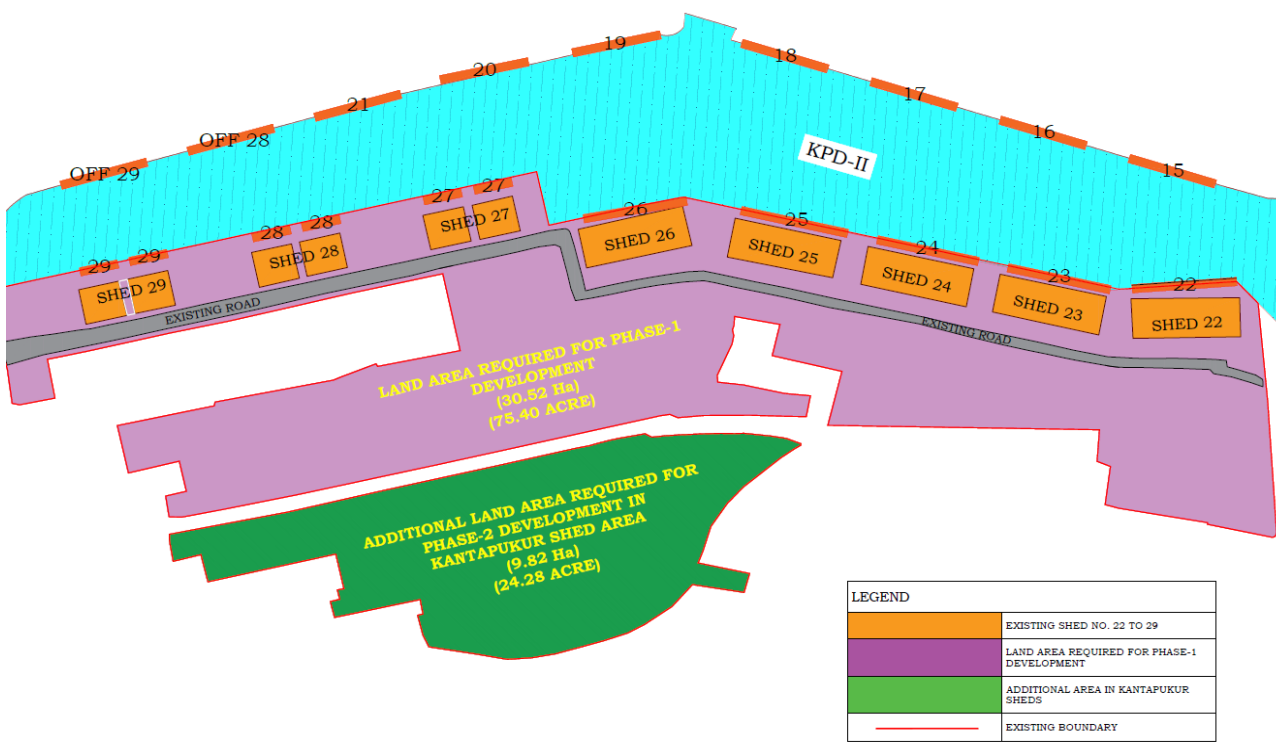 19
20
21
OFF 28
OFF 29
18
17
16
15
KPD-II
29
29
28
28
27
27
26
25
24
23
22
SHED 29
SHED 28
SHED 27
SHED 26
SHED 25
SHED 24
SHED 23
SHED 22
EXISTING ROAD
EXISTING ROAD
LAND AREA REQUIRED FOR PHASE-1
DEVELOPMENT
(30.52 Ha)
(75.40 ACRE)
ADDITIONAL LAND AREA REQUIRED FOR
PHASE-2 DEVELOPMENT IN
KANTAPUKUR SHED AREA
(9.82 Ha)
(24.28 ACRE)
LEGEND
EXISTING SHED NO. 22 TO 29
LAND AREA REQUIRED FOR PHASE-1
DEVELOPMENT
ADDITIONAL AREA IN KANTAPUKUR
SHEDS
EXISTING BOUNDARY